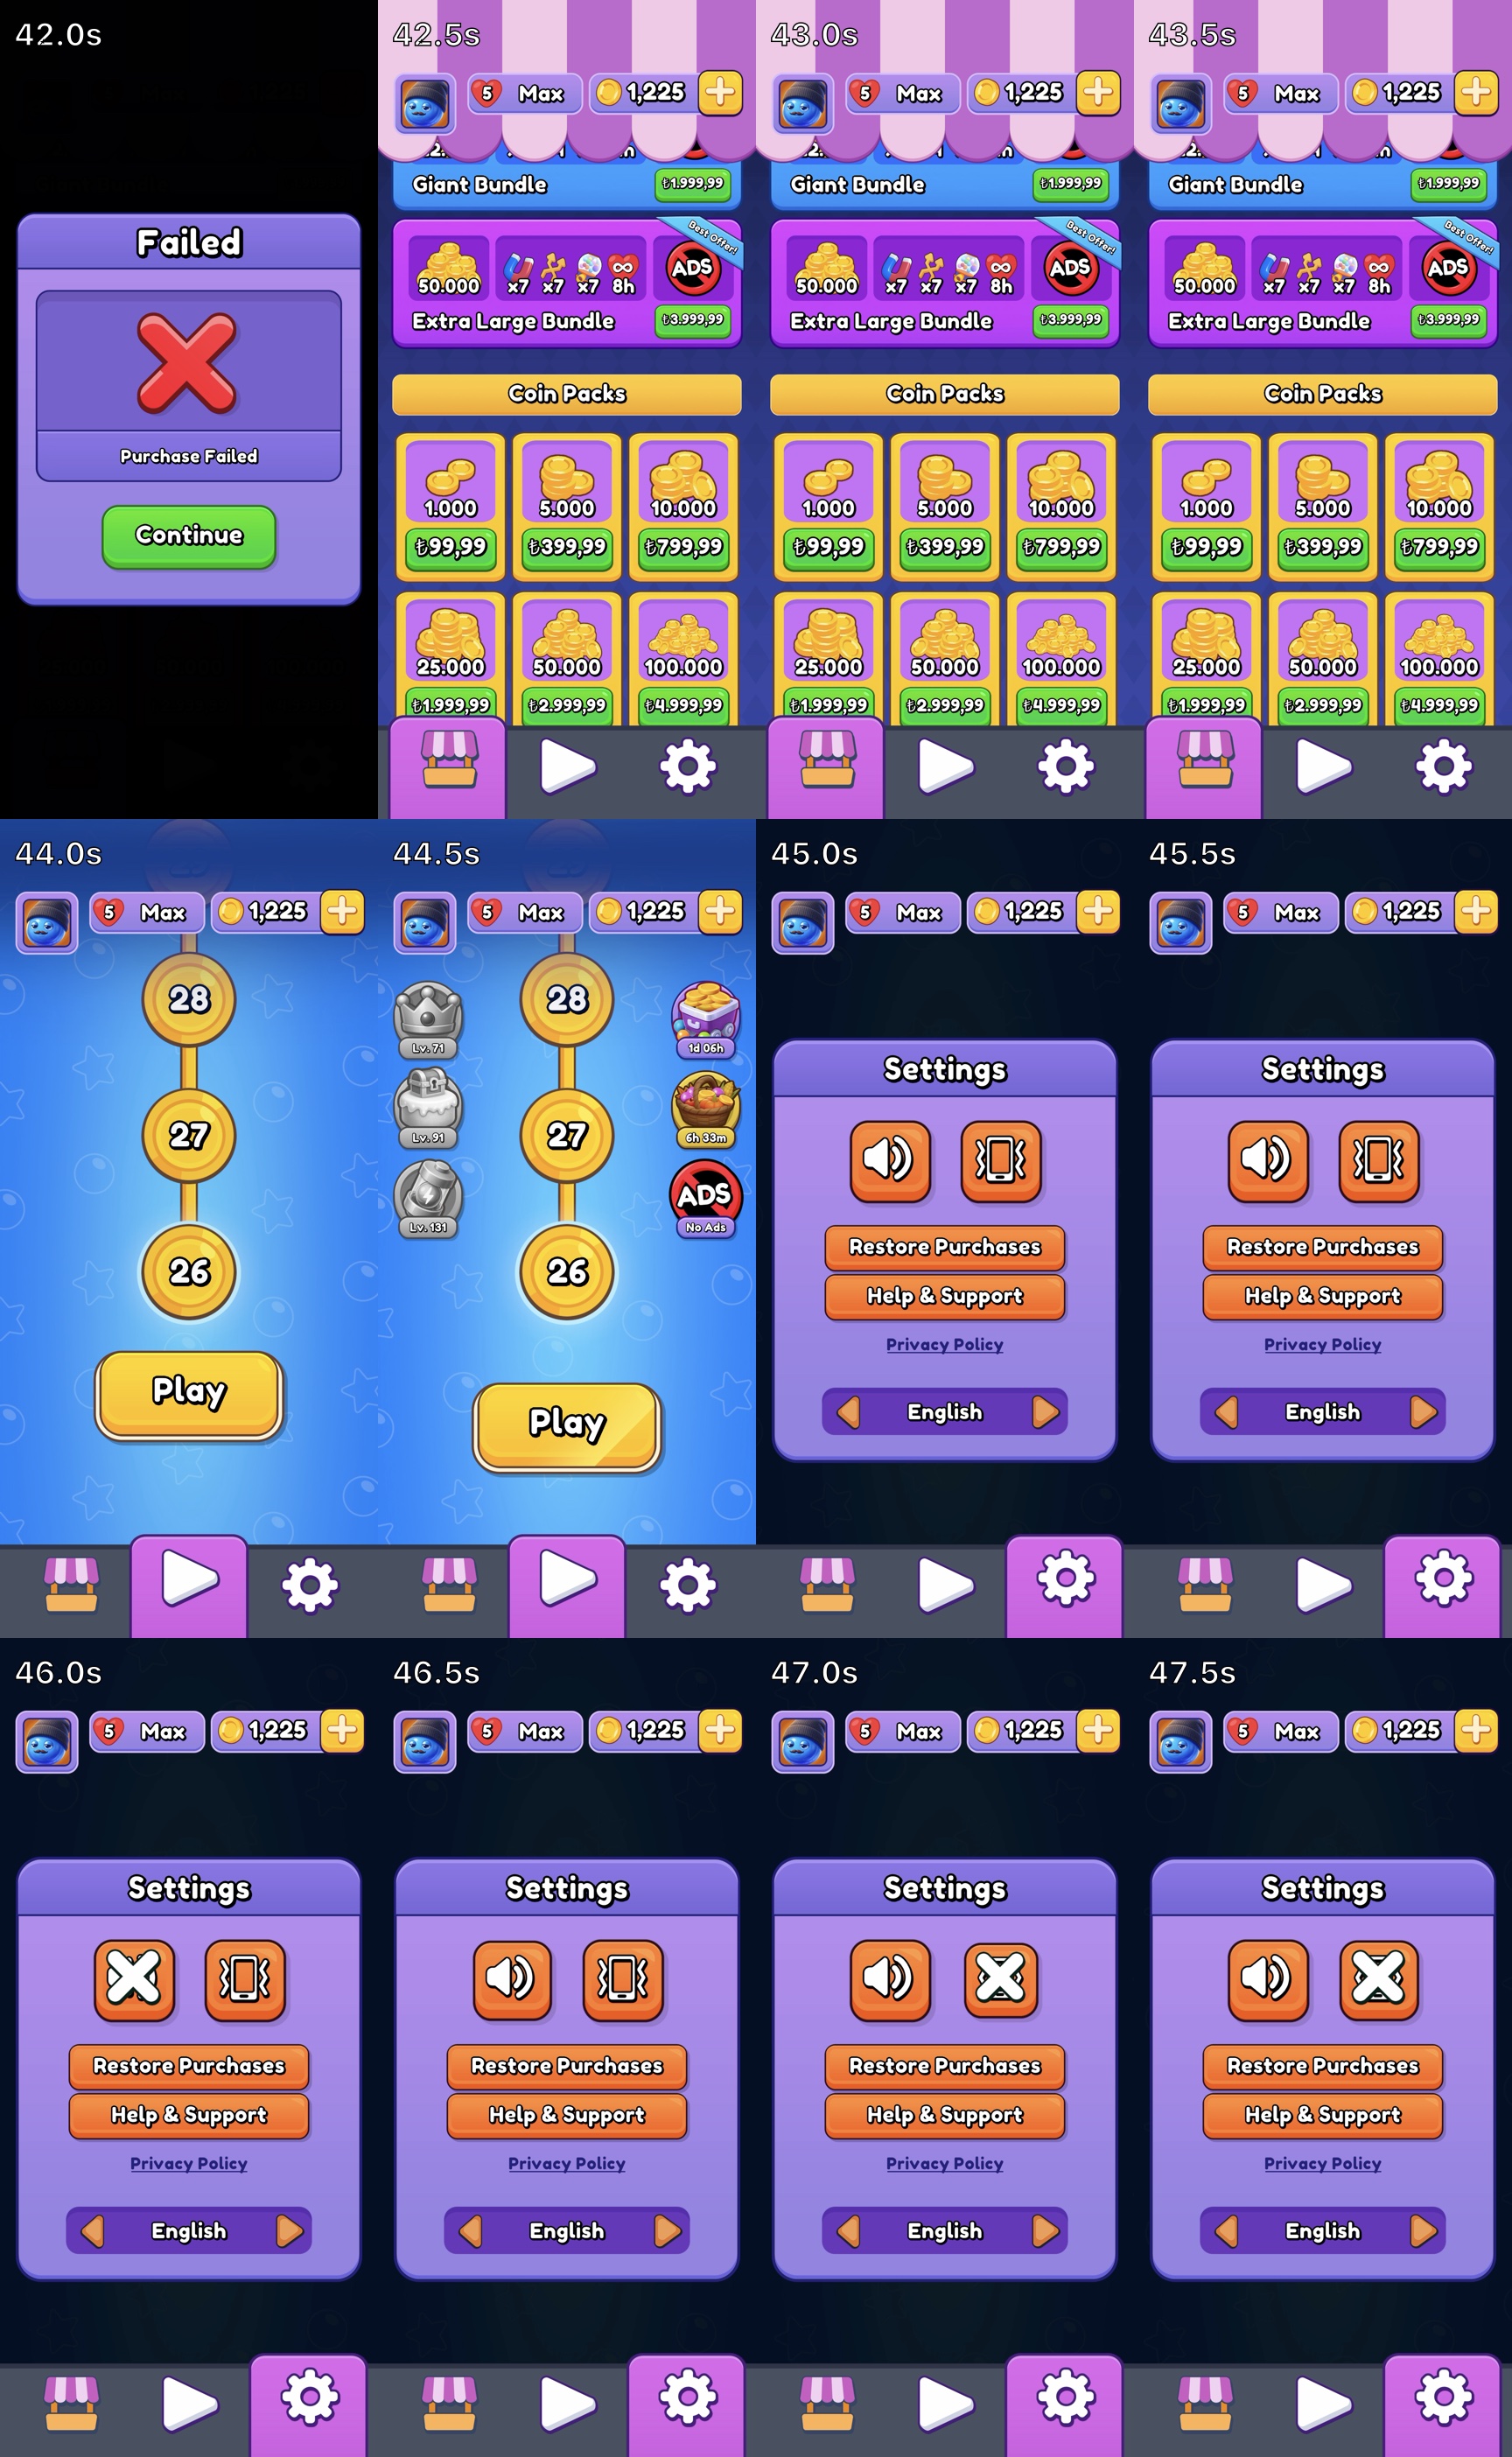 42.0s
Failed
Purchase Failed
Continue
42.5s
5 Max 1,225
Giant Bundle ₺1.999,99
Best Offer!
50.000 x7 x7 x7 8h ADS
Extra Large Bundle ₺3.999,99
Coin Packs
1.000 5.000 10.000
₺99,99 ₺399,99 ₺799,99
25.000 50.000 100.000
₺1.999,99 ₺2.999,99 ₺4.999,99
43.0s
5 Max 1,225
Giant Bundle ₺1.999,99
Best Offer!
50.000 x7 x7 x7 8h ADS
Extra Large Bundle ₺3.999,99
Coin Packs
1.000 5.000 10.000
₺99,99 ₺399,99 ₺799,99
25.000 50.000 100.000
₺1.999,99 ₺2.999,99 ₺4.999,99
43.5s
5 Max 1,225
Giant Bundle ₺1.999,99
Best Offer!
50.000 x7 x7 x7 8h ADS
Extra Large Bundle ₺3.999,99
Coin Packs
1.000 5.000 10.000
₺99,99 ₺399,99 ₺799,99
25.000 50.000 100.000
₺1.999,99 ₺2.999,99 ₺4.999,99
44.0s
5 Max 1,225
28
27
26
Play
44.5s
5 Max 1,225
28
Lv. 71 1d 06h
27
Lv. 91 6h 33m
ADS
Lv. 131 No Ads
26
Play
45.0s
5 Max 1,225
Settings
Restore Purchases
Help & Support
Privacy Policy
English
45.5s
5 Max 1,225
Settings
Restore Purchases
Help & Support
Privacy Policy
English
46.0s
5 Max 1,225
Settings
Restore Purchases
Help & Support
Privacy Policy
English
46.5s
5 Max 1,225
Settings
Restore Purchases
Help & Support
Privacy Policy
English
47.0s
5 Max 1,225
Settings
Restore Purchases
Help & Support
Privacy Policy
English
47.5s
5 Max 1,225
Settings
Restore Purchases
Help & Support
Privacy Policy
English